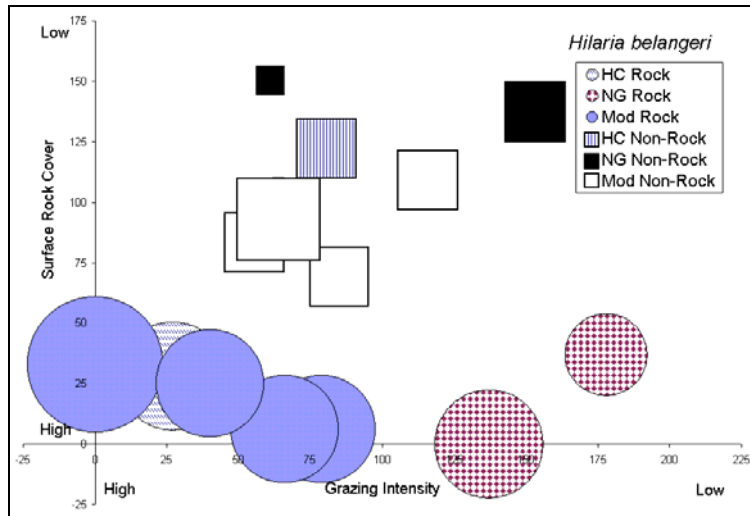 175
Low
150
125
100
75
50
25
High
0
-25
Surface Rock Cover
Hilaria belangeri
HC Rock
NG Rock
Mod Rock
HC Non-Rock
NG Non-Rock
Mod Non-Rock
-25 0 25 50 75 100 125 150 175 200 225
High Grazing Intensity Low